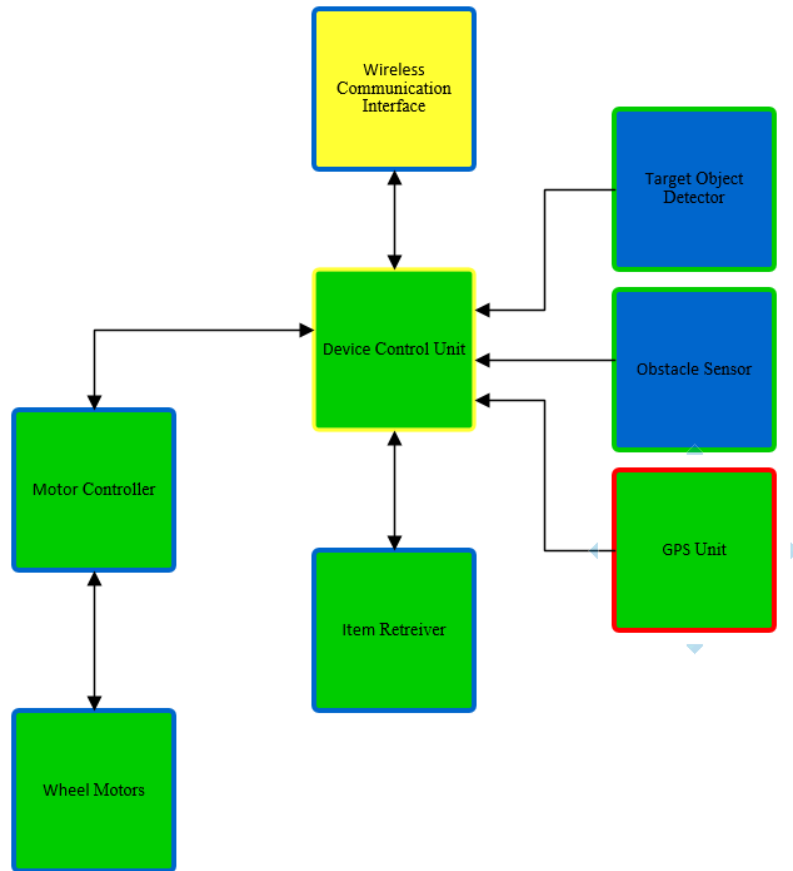 Wireless
Communication
Interface
Target Object
Detector
Device Control Unit
Obstacle Sensor
Motor Controller
GPS Unit
Item Retreiver
Wheel Motors